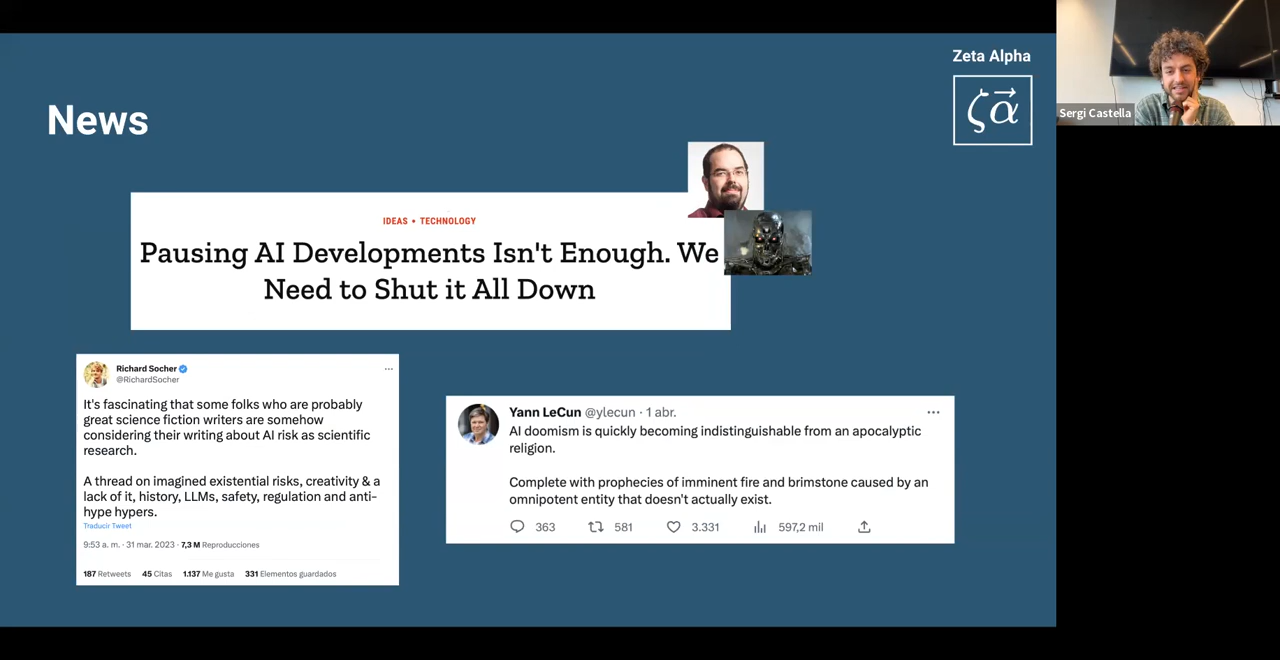 Zeta Alpha
ζα
News
Sergi Castella
IDEAS • TECHNOLOGY
Pausing AI Developments Isn't Enough. We
Need to Shut it All Down
Richard Socher
@RichardSocher
It's fascinating that some folks who are probably
great science fiction writers are somehow
considering their writing about AI risk as scientific
research.
A thread on imagined existential risks, creativity & a
lack of it, history, LLMs, safety, regulation and anti-
hype hypers.
Traducir Tweet
9:53 a. m. · 31 mar. 2023 · 7,3 M Reproducciones
187 Retweets 45 Citas 1.137 Me gusta 331 Elementos guardados
Yann LeCun @ylecun · 1 abr.
AI doomism is quickly becoming indistinguishable from an apocalyptic
religion.
Complete with prophecies of imminent fire and brimstone caused by an
omnipotent entity that doesn't actually exist.
363 581 3.331 597,2 mil